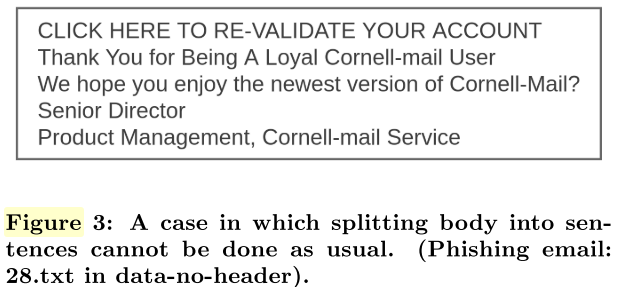 CLICK HERE TO RE-VALIDATE YOUR ACCOUNT
Thank You for Being A Loyal Cornell-mail User
We hope you enjoy the newest version of Cornell-Mail?
Senior Director
Product Management, Cornell-mail Service
Figure 3: A case in which splitting body into sen-
tences cannot be done as usual. (Phishing email:
28.txt in data-no-header).